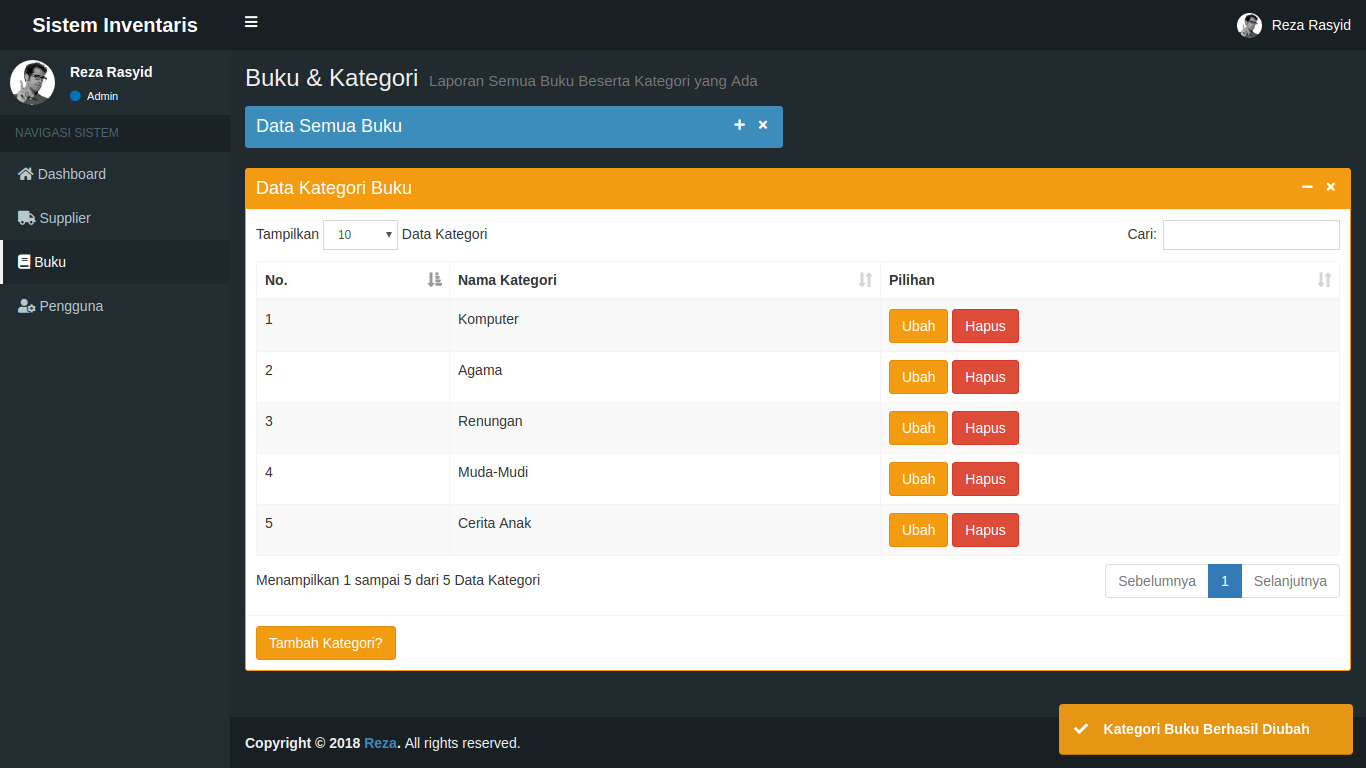 Sistem Inventaris
Reza Rasyid
Reza Rasyid
Admin
NAVIGASI SISTEM
Dashboard
Supplier
Buku
Pengguna
Buku & Kategori Laporan Semua Buku Beserta Kategori yang Ada
Data Semua Buku
Data Kategori Buku
Tampilkan 10 Data Kategori Cari:
No. Nama Kategori Pilihan
1 Komputer Ubah Hapus
2 Agama Ubah Hapus
3 Renungan Ubah Hapus
4 Muda-Mudi Ubah Hapus
5 Cerita Anak Ubah Hapus
Menampilkan 1 sampai 5 dari 5 Data Kategori Sebelumnya 1 Selanjutnya
Tambah Kategori?
Kategori Buku Berhasil Diubah
Copyright © 2018 Reza. All rights reserved.